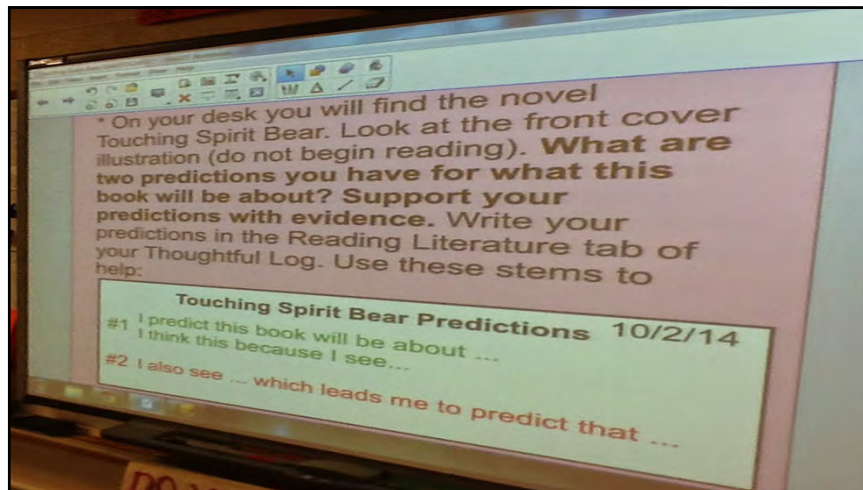 * On your desk you will find the novel
Touching Spirit Bear. Look at the front cover
illustration (do not begin reading). What are
two predictions you have for what this
book will be about? Support your
predictions with evidence. Write your
predictions in the Reading Literature tab of
your Thoughtful Log. Use these stems to
help:
Touching Spirit Bear Predictions 10/2/14
#1 I predict this book will be about ...
I think this because I see...
#2 I also see ... which leads me to predict that ...